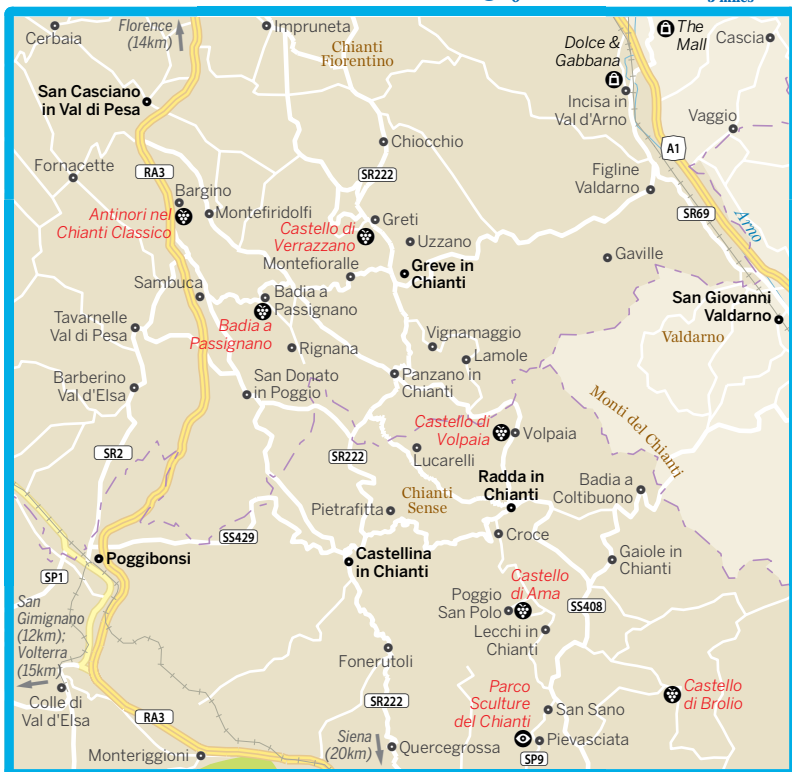 5 miles
Florence
(14km)
Cerbaia
Impruneta
Chianti
Fiorentino
Dolce &
Gabbana
The
Mall
Cascia
San Casciano
in Val di Pesa
Incisa in
Val d'Arno
Vaggio
Chiocchio
A1
Fornacette
RA3
SR222
Figline
Valdarno
Bargino
Antinori nel
Chianti Classico
Montefiridolfi
Castello di
Verrazzano
Greti
SR69
Arno
Uzzano
Gaville
Montefioralle
Greve in
Chianti
Sambuca
Badia a
Passignano
San Giovanni
Valdarno
Tavarnelle
Val di Pesa
Badia a
Passignano
Rignana
Vignamaggio
Lamole
Valdarno
Barberino
Val d'Elsa
San Donato
in Poggio
Panzano in
Chianti
Monti del Chianti
Castello di
Volpaia
Volpaia
SR2
SR222
Lucarelli
Radda in
Chianti
Badia a
Coltibuono
Chianti
Sense
Pietrafitta
SS429
Croce
Poggibonsi
Castellina
in Chianti
Gaiole in
Chianti
SP1
Castello
di Ama
San
Gimignano
(12km);
Volterra
(15km)
Poggio
San Polo
SS408
Lecchi in
Chianti
Fonerutoli
Colle di
Val d'Elsa
Parco
Sculture
del Chianti
Castello
di Brolio
SR222
RA3
San Sano
Siena
(20km)
Monteriggioni
Quercegrossa
Pievasciata
SP9